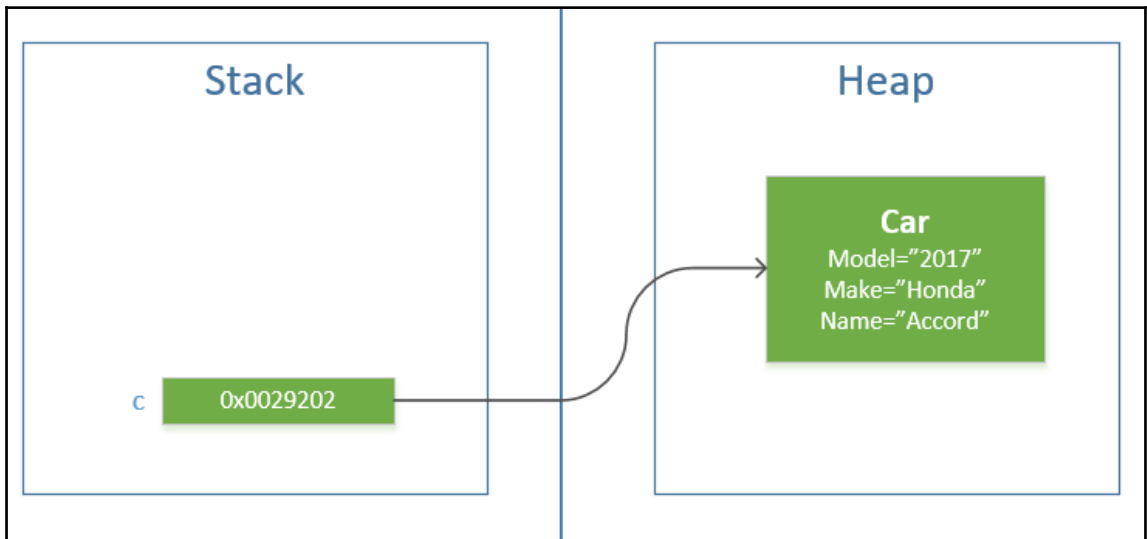 Stack
Heap
Car
Model=”2017”
Make=”Honda”
Name=”Accord”
c
0x0029202